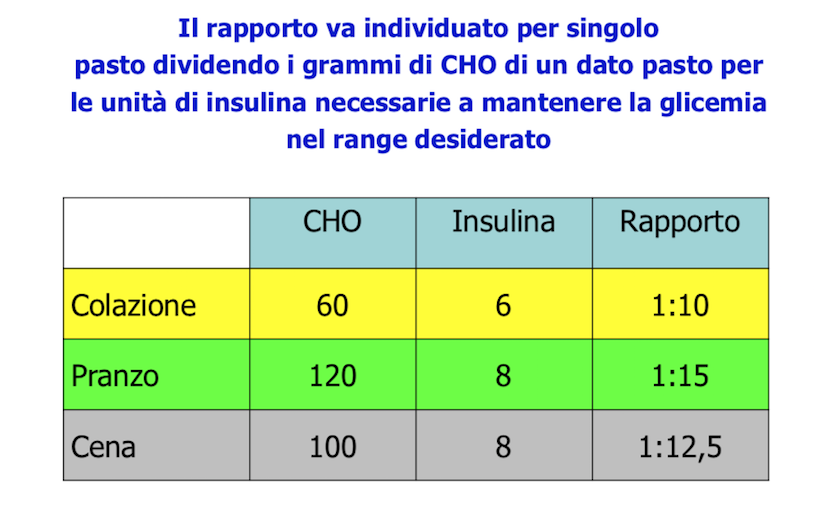 Il rapporto va individuato per singolo
pasto dividendo i grammi di CHO di un dato pasto per
le unità di insulina necessarie a mantenere la glicemia
nel range desiderato
CHO Insulina Rapporto
Colazione 60 6 1:10
Pranzo 120 8 1:15
Cena 100 8 1:12,5